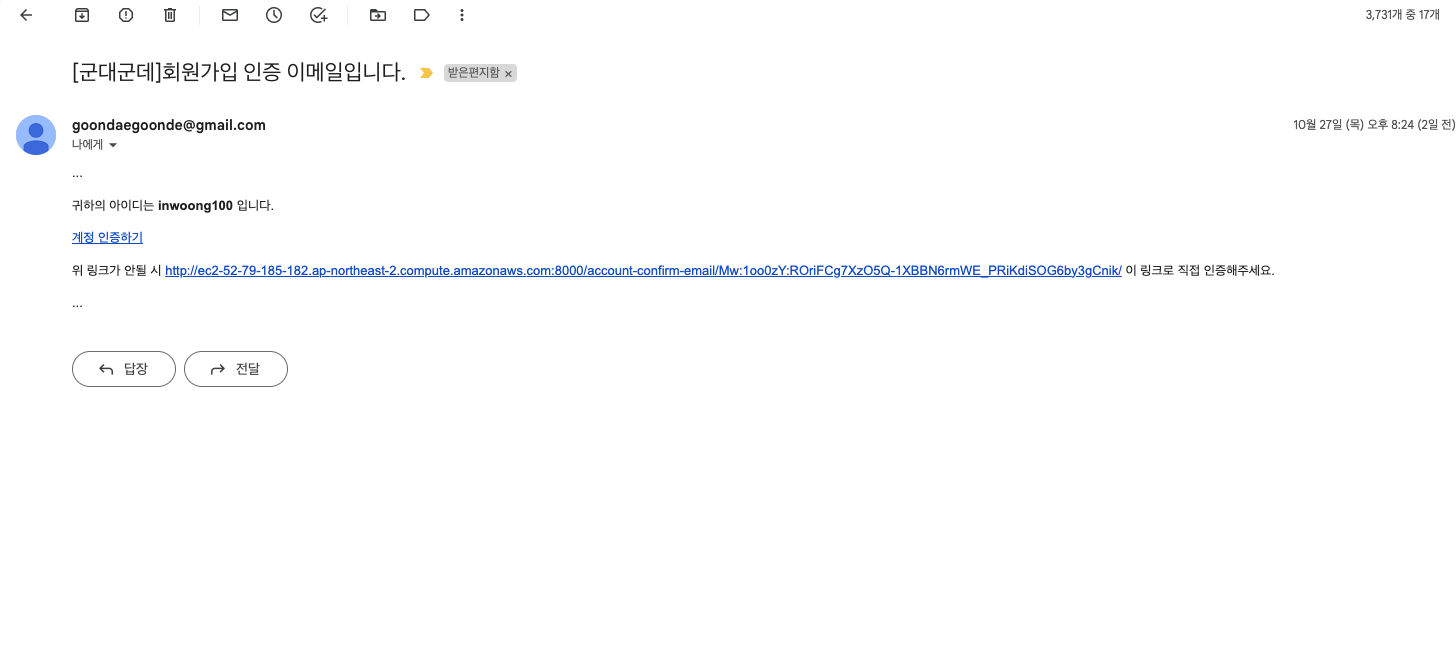 3,731개 중 17개
[군대군데]회원가입 인증 이메일입니다. 받은편지함 ×
goondaegoonde@gmail.com 10월 27일 (목) 오후 8:24 (2일 전)
나에게
...
귀하의 아이디는 inwoong100 입니다.
계정 인증하기
위 링크가 안될 시 http://ec2-52-79-185-182.ap-northeast-2.compute.amazonaws.com:8000/account-confirm-email/Mw:1oo0zY:ROriFCg7XzO5Q-1XBBN6rmWE_PRiKdiSOG6by3gCnik/ 이 링크로 직접 인증해주세요.
...
답장 전달